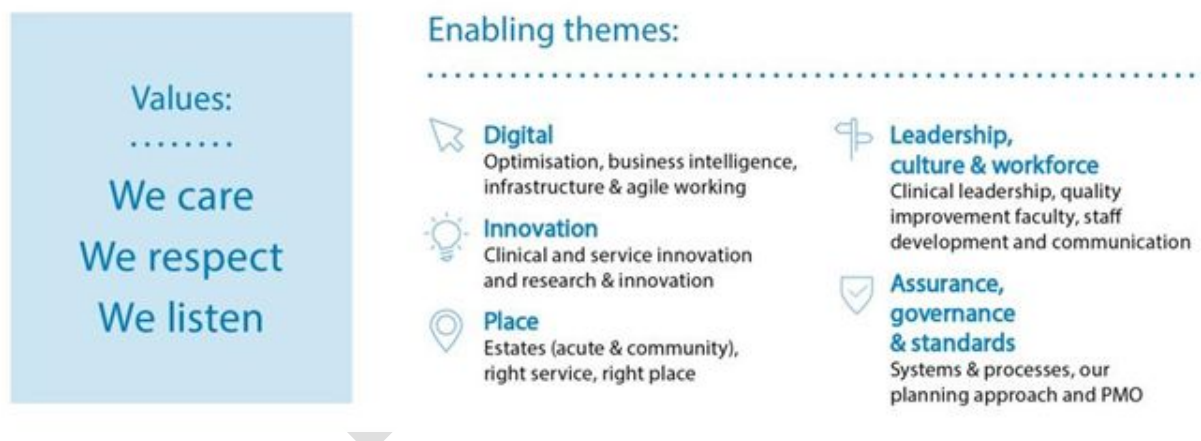 Values:
We care
We respect
We listen
Enabling themes:
Digital
Optimisation, business intelligence,
infrastructure & agile working
Innovation
Clinical and service innovation
and research & innovation
Place
Estates (acute & community),
right service, right place
Leadership,
culture & workforce
Clinical leadership, quality
improvement faculty, staff
development and communication
Assurance,
governance
& standards
Systems & processes, our
planning approach and PMO